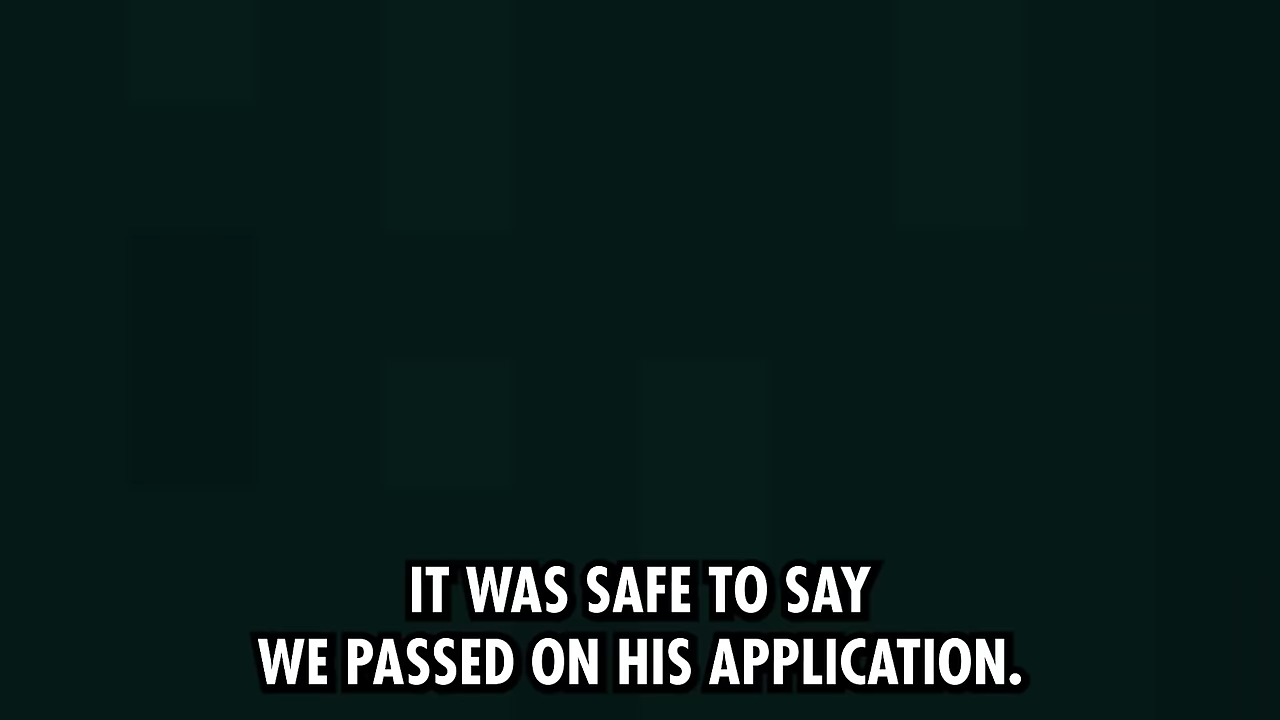 IT WAS SAFE TO SAY
WE PASSED ON HIS APPLICATION.